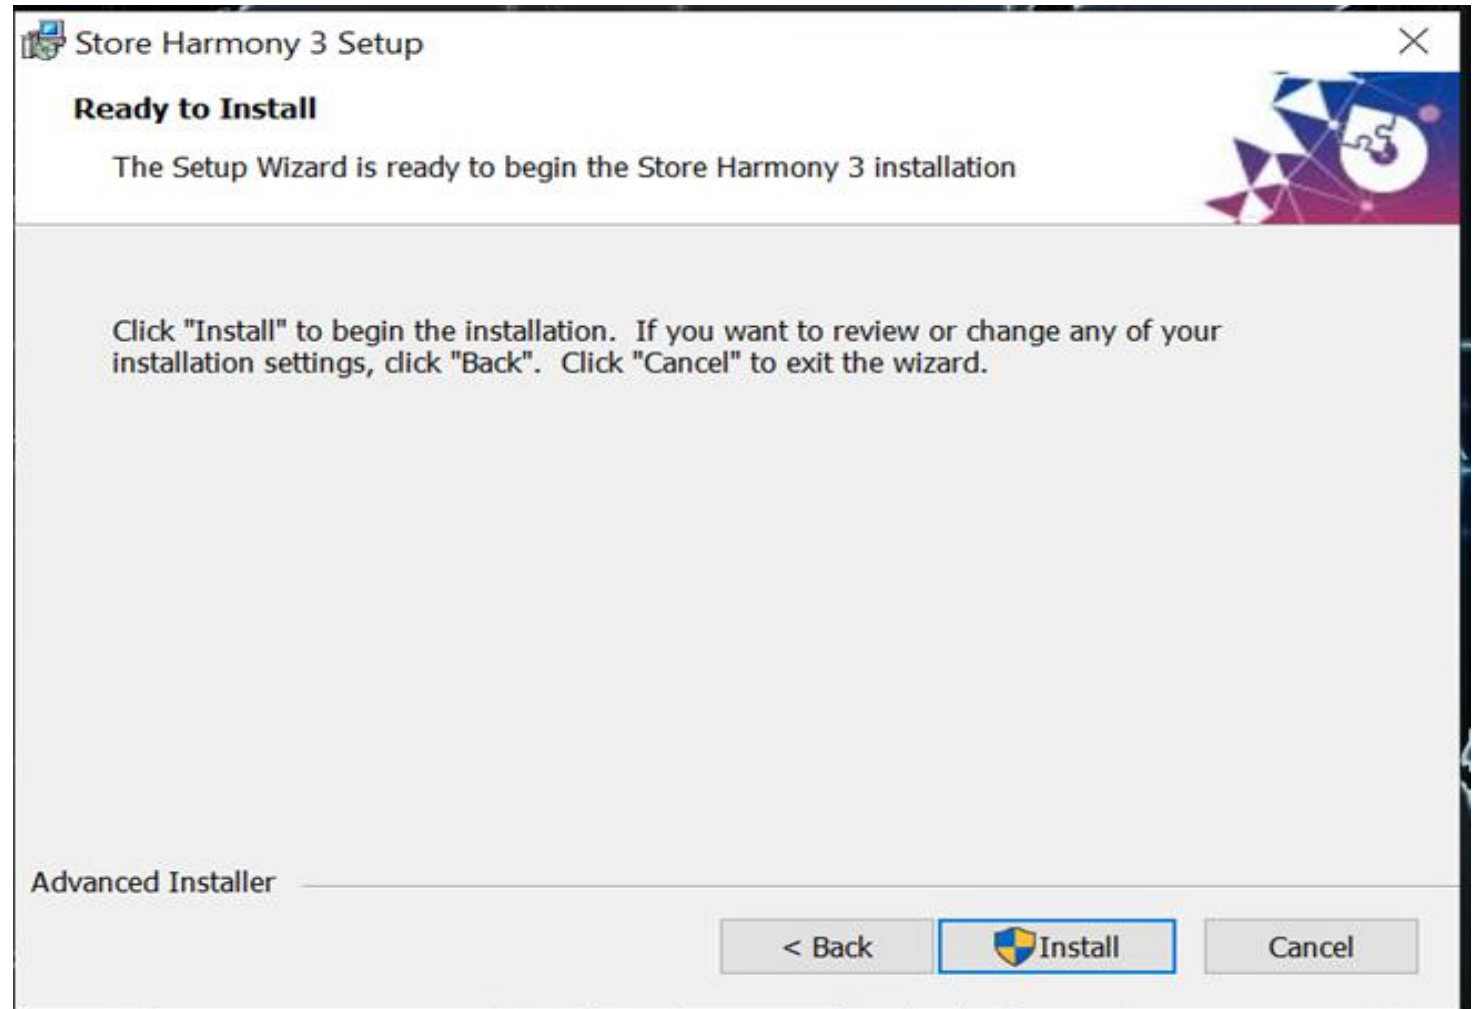 Store Harmony 3 Setup
Ready to Install
The Setup Wizard is ready to begin the Store Harmony 3 installation
Click "Install" to begin the installation.  If you want to review or change any of your
installation settings, click "Back".  Click "Cancel" to exit the wizard.
Advanced Installer
< Back
Install
Cancel